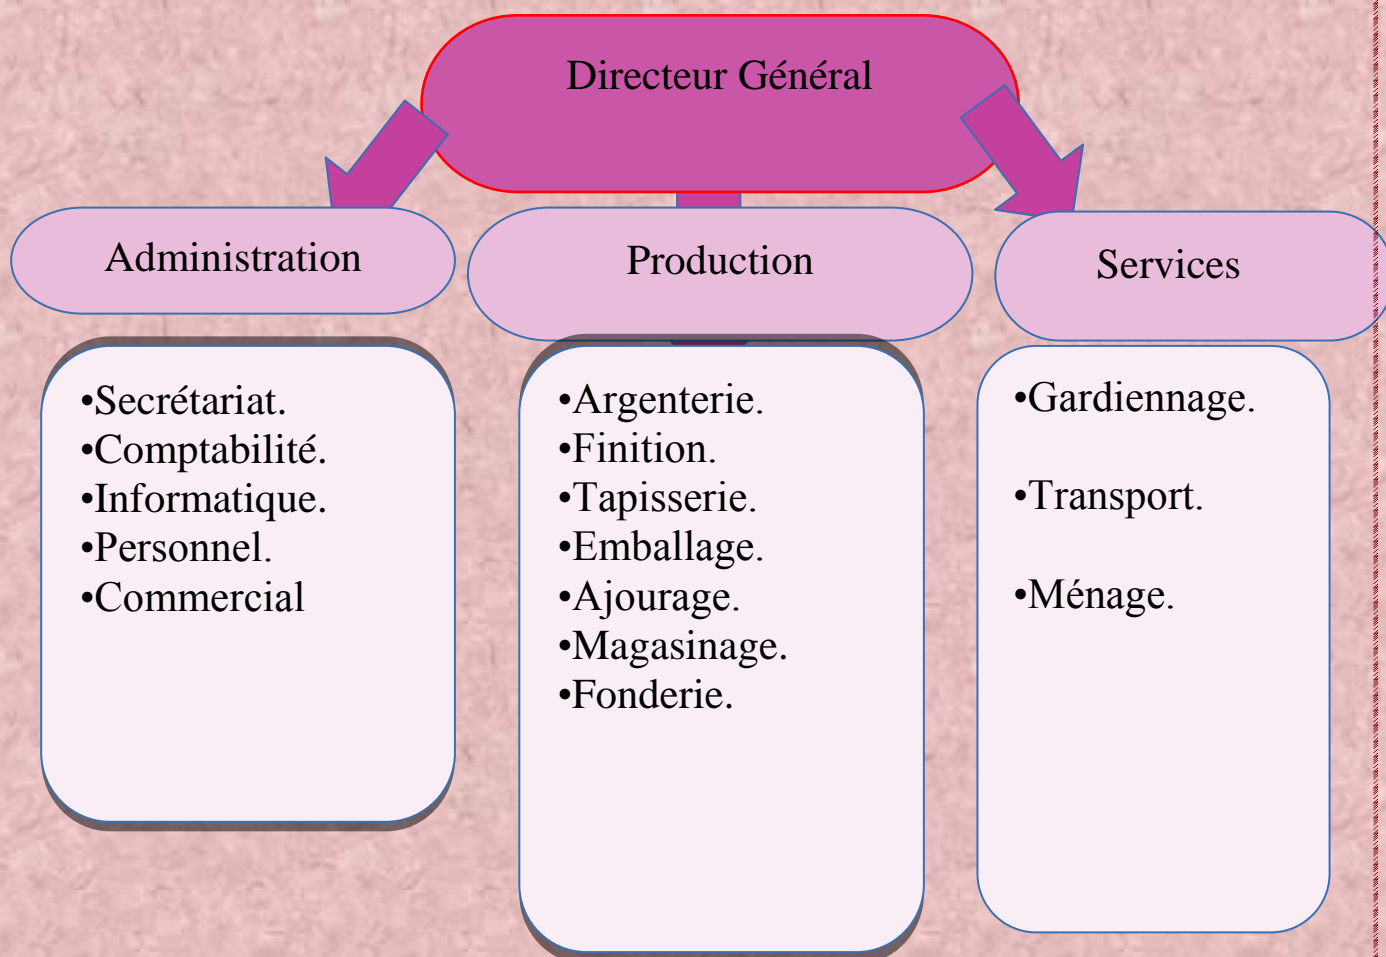 Directeur Général
Administration
Production
Services
•Secrétariat.
•Comptabilité.
•Informatique.
•Personnel.
•Commercial
•Argenterie.
•Finition.
•Tapisserie.
•Emballage.
•Ajourage.
•Magasinage.
•Fonderie.
•Gardiennage.
•Transport.
•Ménage.